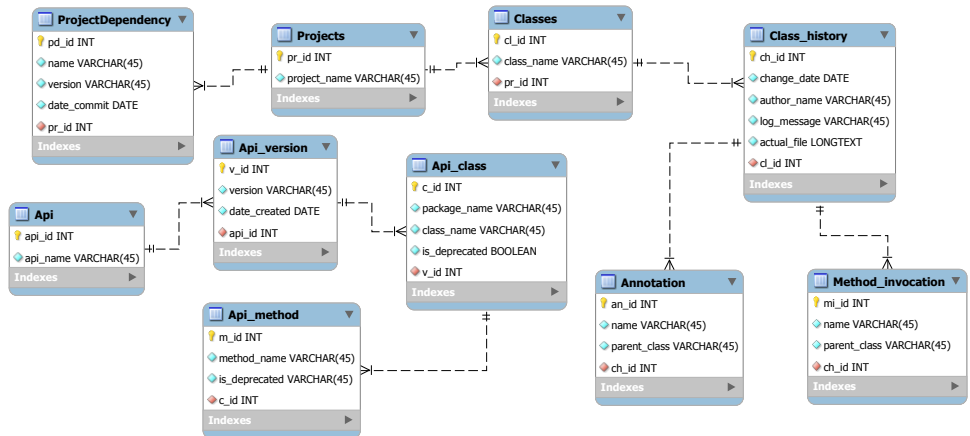 ProjectDependency
pd_id INT
name VARCHAR(45)
version VARCHAR(45)
date_commit DATE
pr_id INT
Indexes
Projects
pr_id INT
project_name VARCHAR(45)
Indexes
Classes
cl_id INT
class_name VARCHAR(45)
pr_id INT
Indexes
Class_history
ch_id INT
change_date DATE
author_name VARCHAR(45)
log_message VARCHAR(45)
actual_file LONGTEXT
cl_id INT
Indexes
Api
api_id INT
api_name VARCHAR(45)
Indexes
Api_version
v_id INT
version VARCHAR(45)
date_created DATE
api_id INT
Indexes
Api_class
c_id INT
package_name VARCHAR(45)
class_name VARCHAR(45)
is_deprecated BOOLEAN
v_id INT
Indexes
Api_method
m_id INT
method_name VARCHAR(45)
is_deprecated VARCHAR(45)
c_id INT
Indexes
Annotation
an_id INT
name VARCHAR(45)
parent_class VARCHAR(45)
ch_id INT
Indexes
Method_invocation
mi_id INT
name VARCHAR(45)
parent_class VARCHAR(45)
ch_id INT
Indexes